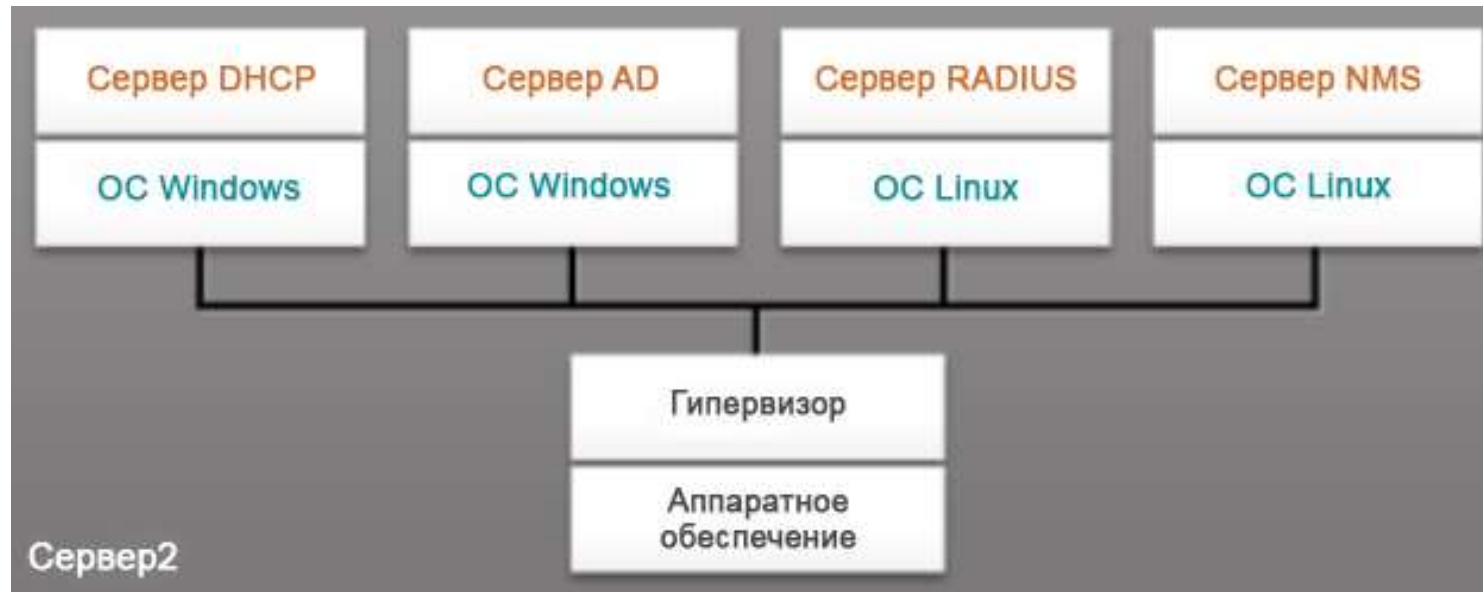 Сервер DHCP
Сервер AD
Сервер RADIUS
Сервер NMS
ОС Windows
ОС Windows
ОС Linux
ОС Linux
Гипервизор
Аппаратное
обеспечение
Сервер2